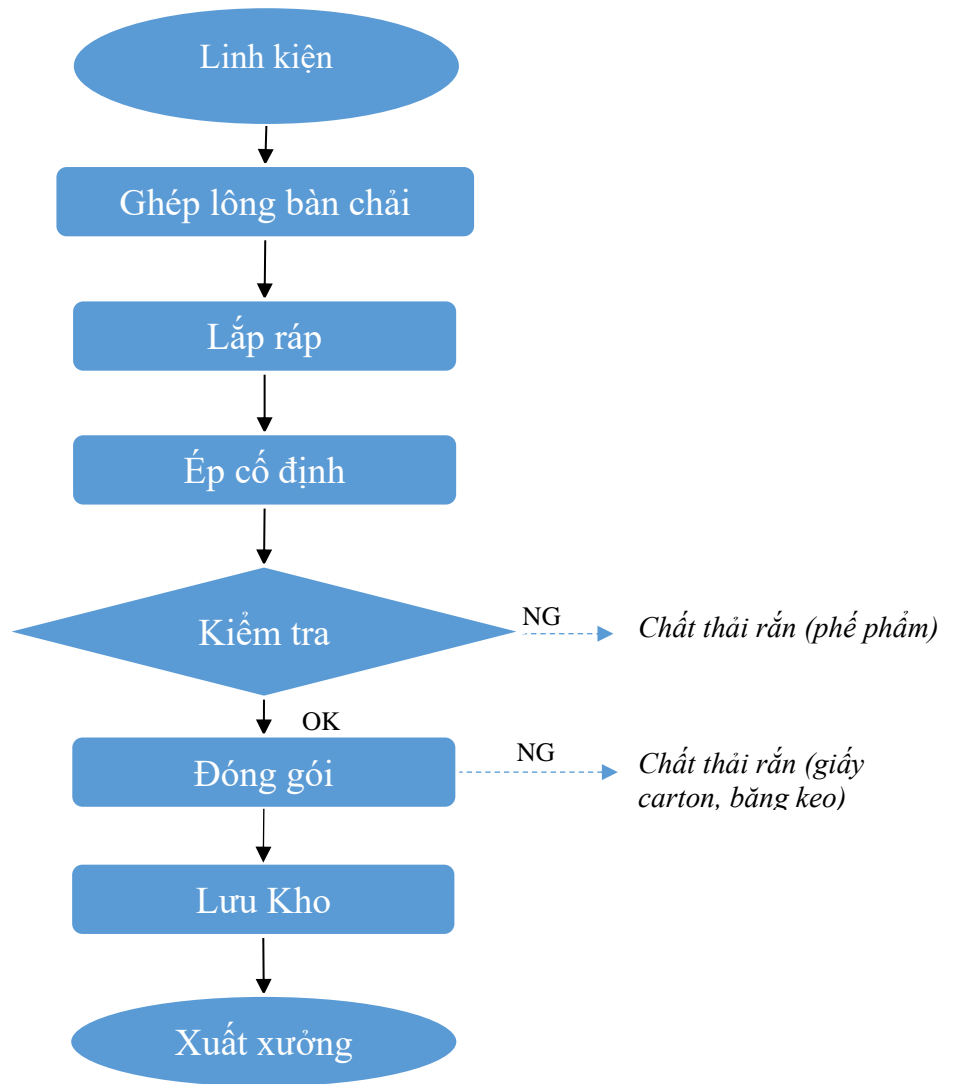 Linh kiện
Ghép lông bàn chải
Lắp ráp
Ép cố định
Kiểm tra
NG
Chất thải rắn (phế phẩm)
OK
Đóng gói
NG
Chất thải rắn (giấy
carton, băng keo)
Lưu Kho
Xuất xưởng